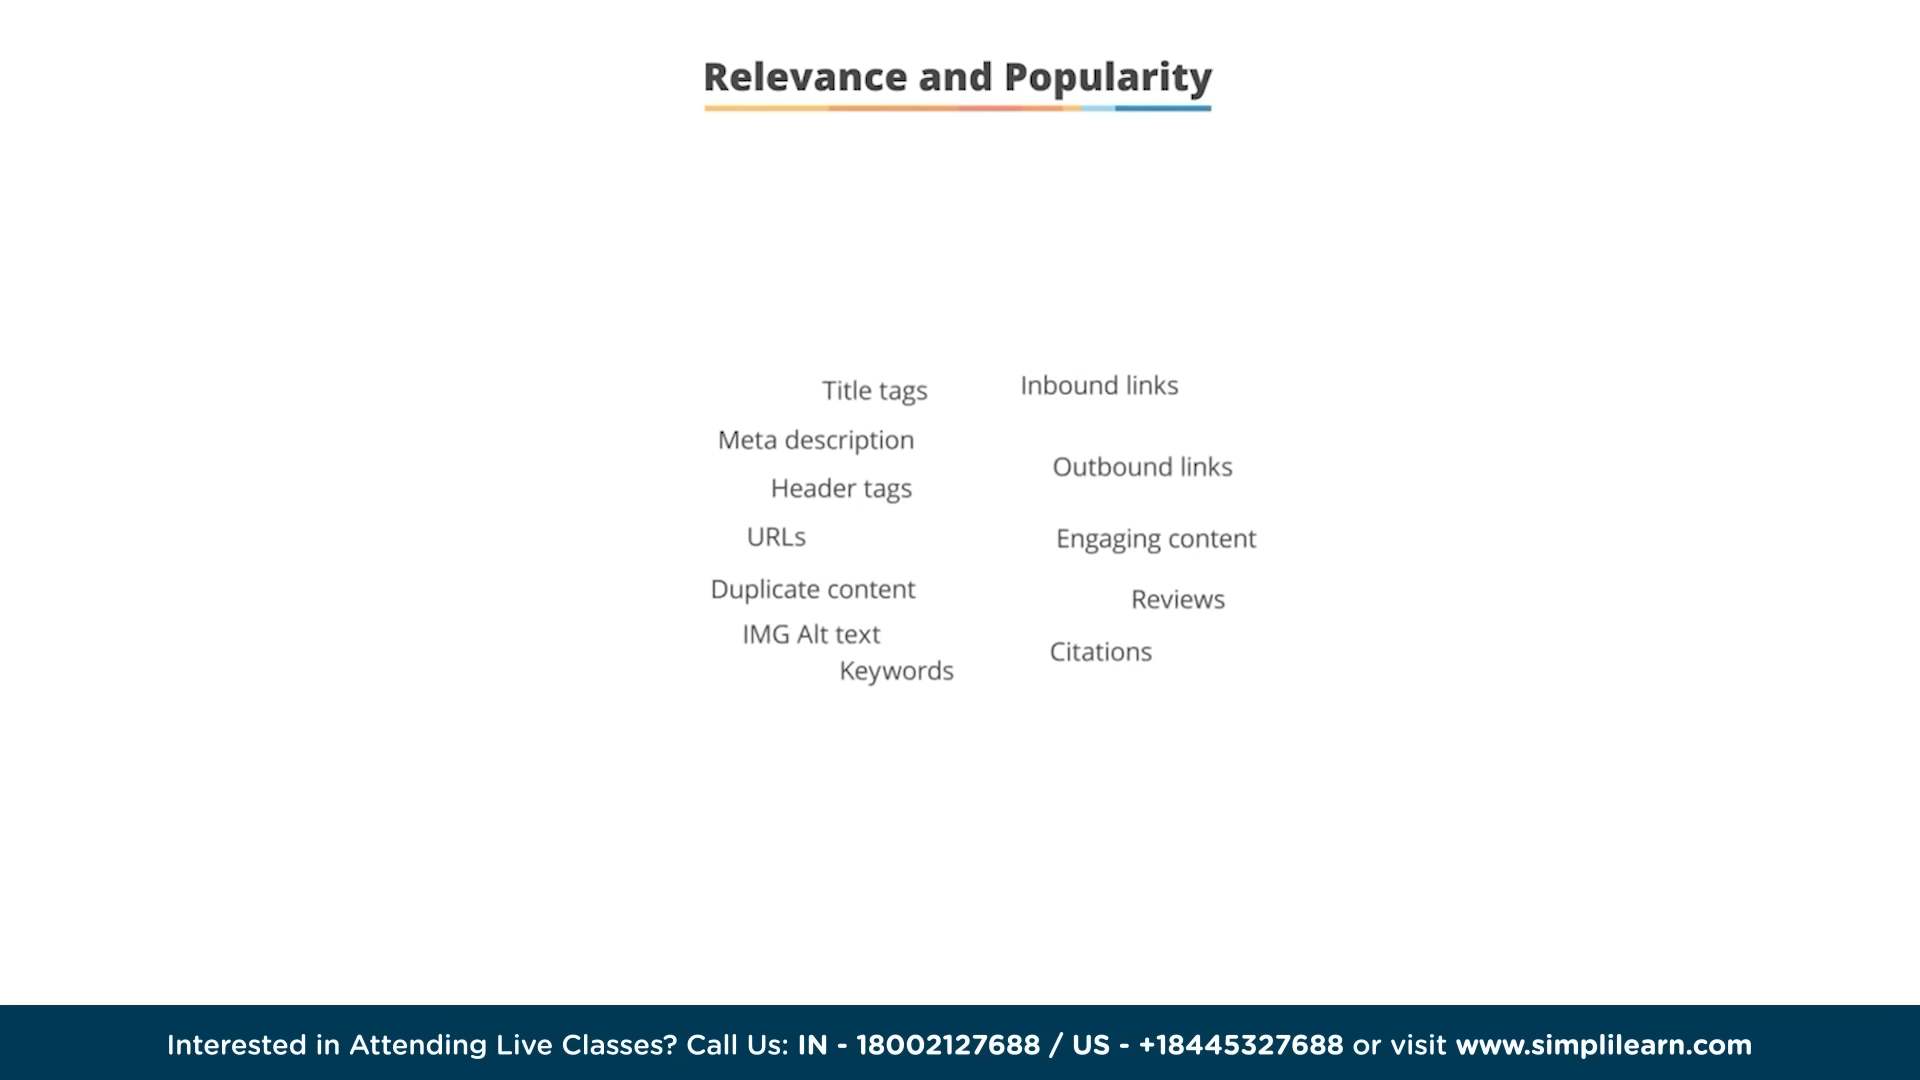 Relevance and Popularity
Title tags
Meta description
Header tags
URLs
Duplicate content
IMG Alt text
Keywords
Inbound links
Outbound links
Engaging content
Reviews
Citations
Interested in Attending Live Classes? Call Us: IN - 18002127688 / US - +18445327688 or visit www.simplilearn.com